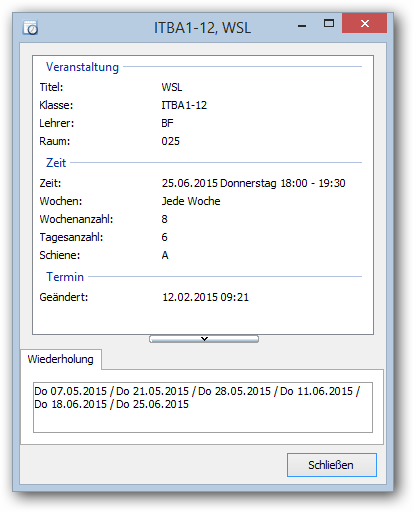 ITBA1-12, WSL
Veranstaltung
Titel: WSL
Klasse: ITBA1-12
Lehrer: BF
Raum: 025
Zeit
Zeit: 25.06.2015 Donnerstag 18:00 - 19:30
Wochen: Jede Woche
Wochenanzahl: 8
Tagesanzahl: 6
Schiene: A
Termin
Geändert: 12.02.2015 09:21
Wiederholung
Do 07.05.2015 / Do 21.05.2015 / Do 28.05.2015 / Do 11.06.2015 /
Do 18.06.2015 / Do 25.06.2015
Schließen